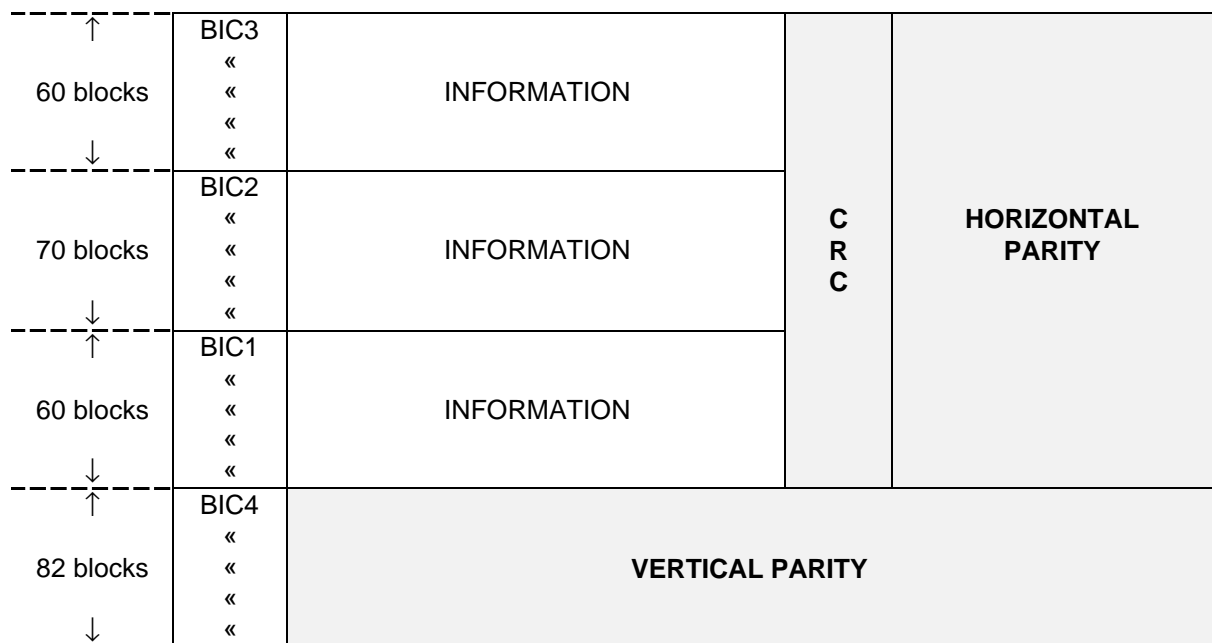 ↑ BIC3
«
60 blocks « INFORMATION
«
↓ «
BIC2
« C HORIZONTAL
70 blocks « INFORMATION R PARITY
« C
↓ «
↑ BIC1
«
60 blocks « INFORMATION
«
↓ «
↑ BIC4
«
82 blocks « VERTICAL PARITY
«
↓ «